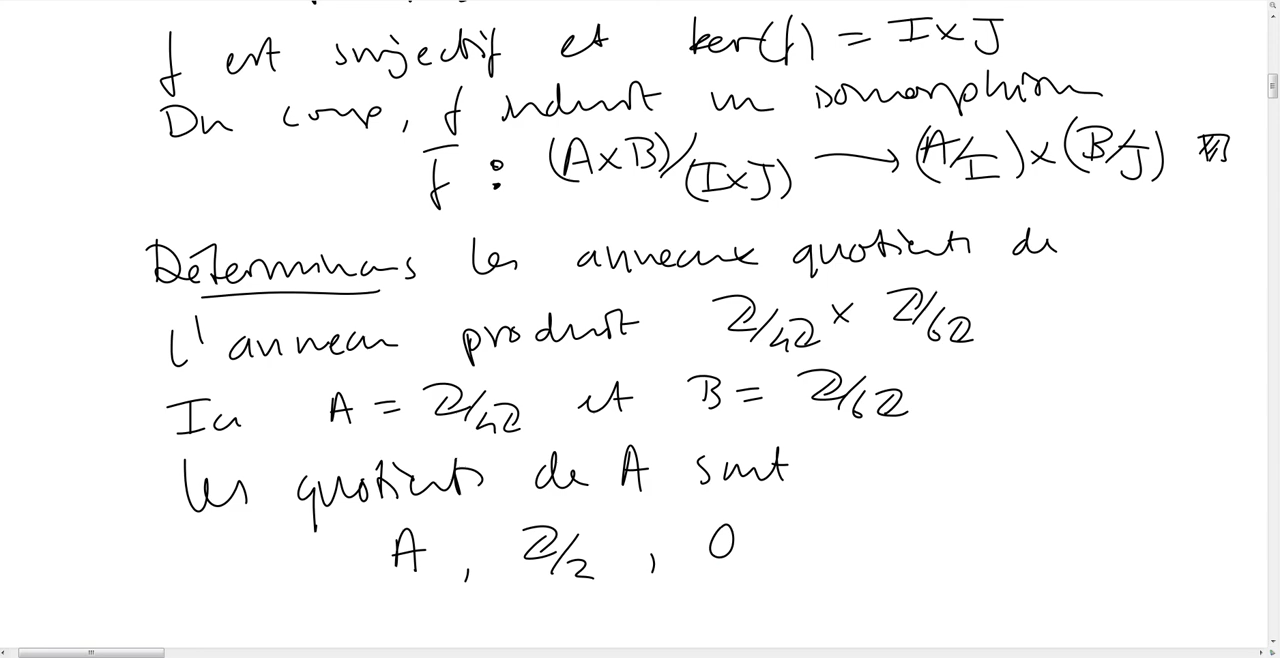 f est surjectif et ker(f) = I×J
Du coup, f induit un isomorphism
f̄ : (A×B)/(I×J) → (A/I)×(B/J)
Déterminons les anneaux quotients de
l'anneau produit ℤ/4ℤ × ℤ/6ℤ
Ici A = ℤ/4ℤ et B = ℤ/6ℤ
Les quotients de A sont
A , ℤ/2 , 0